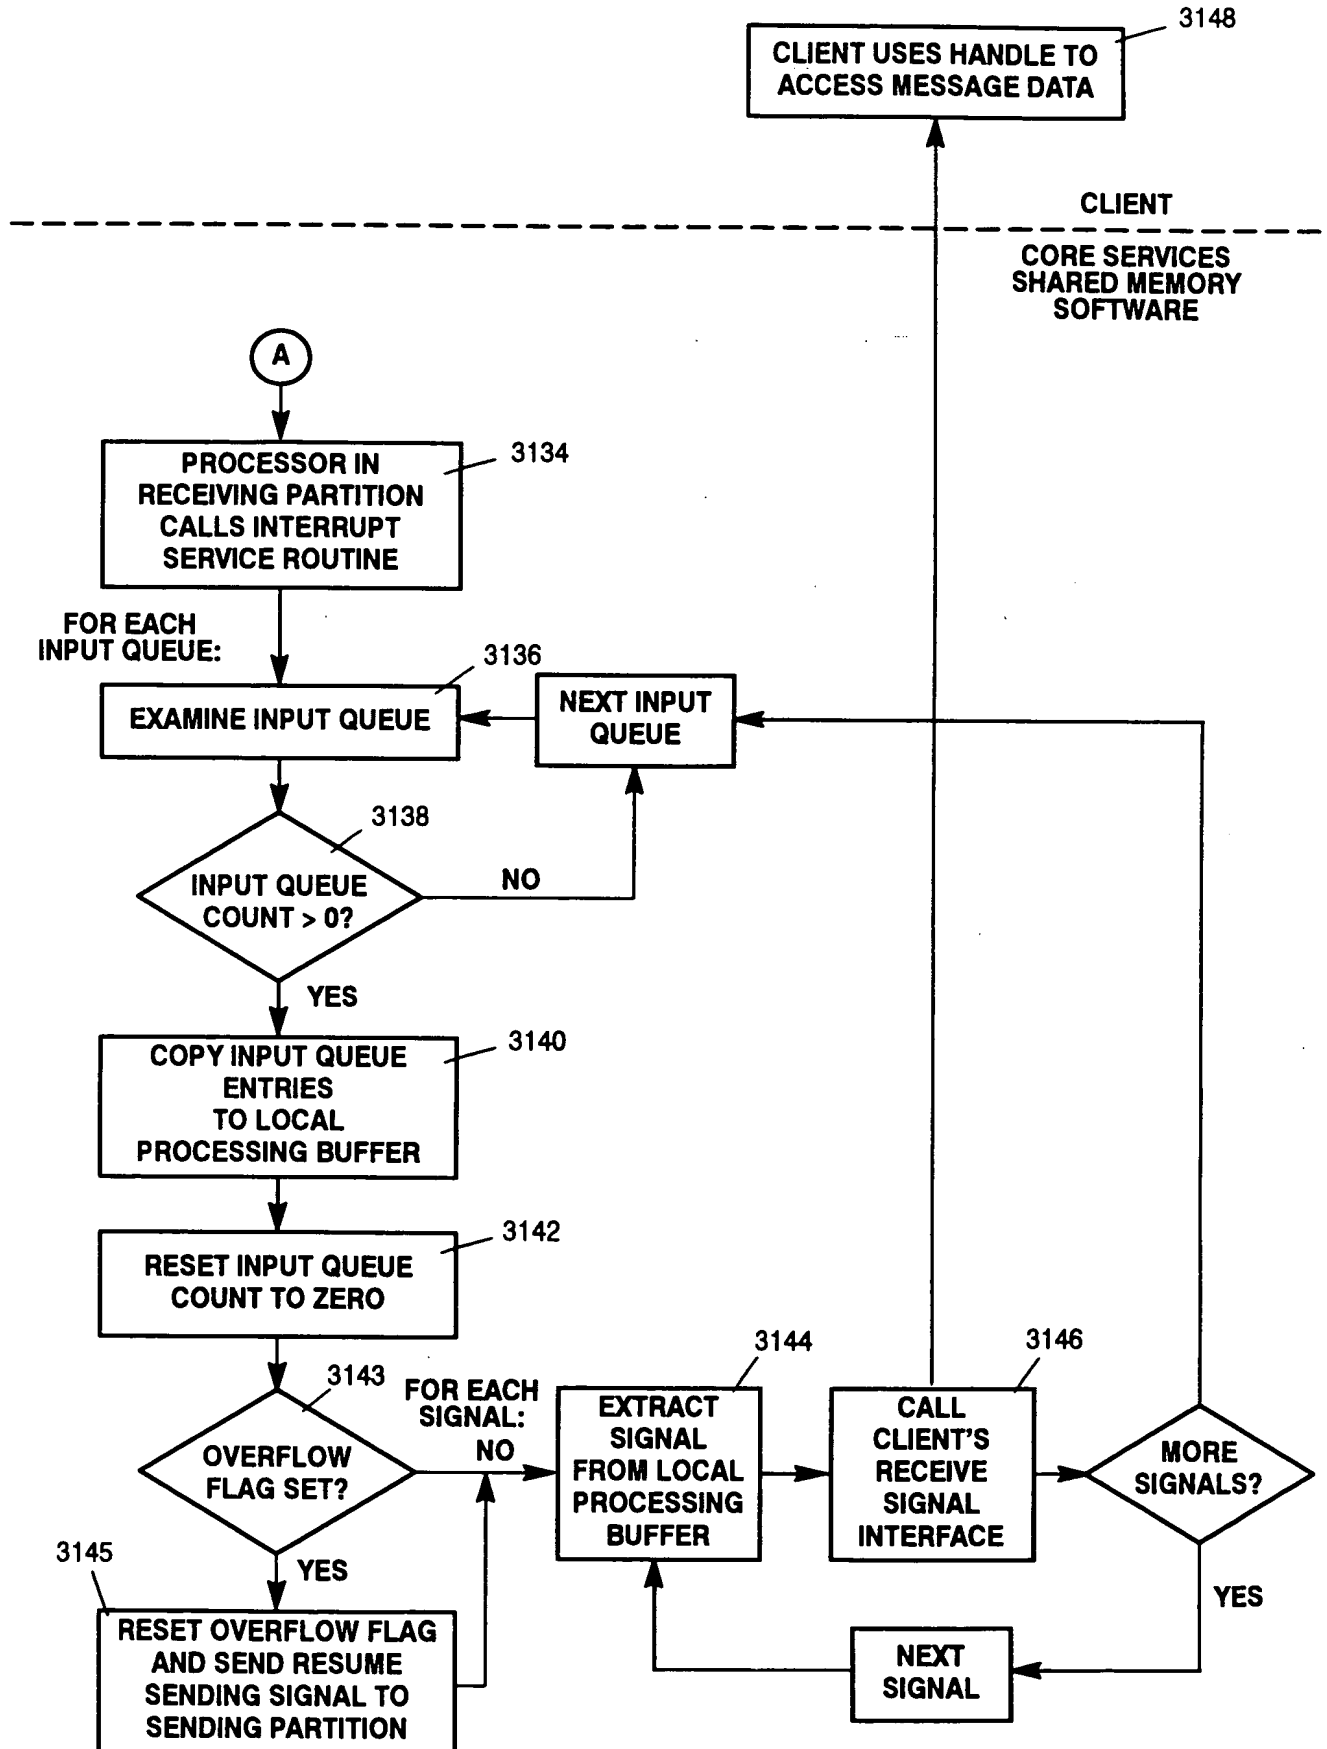 3148
CLIENT USES HANDLE TO
ACCESS MESSAGE DATA
CLIENT
CORE SERVICES
SHARED MEMORY
SOFTWARE
A
PROCESSOR IN
RECEIVING PARTITION
CALLS INTERRUPT
SERVICE ROUTINE
3134
FOR EACH
INPUT QUEUE:
3136
EXAMINE INPUT QUEUE
NEXT INPUT
QUEUE
3138
INPUT QUEUE
COUNT > 0?
NO
YES
COPY INPUT QUEUE
ENTRIES
TO LOCAL
PROCESSING BUFFER
3140
RESET INPUT QUEUE
COUNT TO ZERO
3142
3143
OVERFLOW
FLAG SET?
FOR EACH
SIGNAL:
NO
YES
3144
EXTRACT
SIGNAL
FROM LOCAL
PROCESSING
BUFFER
3146
CALL
CLIENT'S
RECEIVE
SIGNAL
INTERFACE
MORE
SIGNALS?
YES
NEXT
SIGNAL
3145
RESET OVERFLOW FLAG
AND SEND RESUME
SENDING SIGNAL TO
SENDING PARTITION